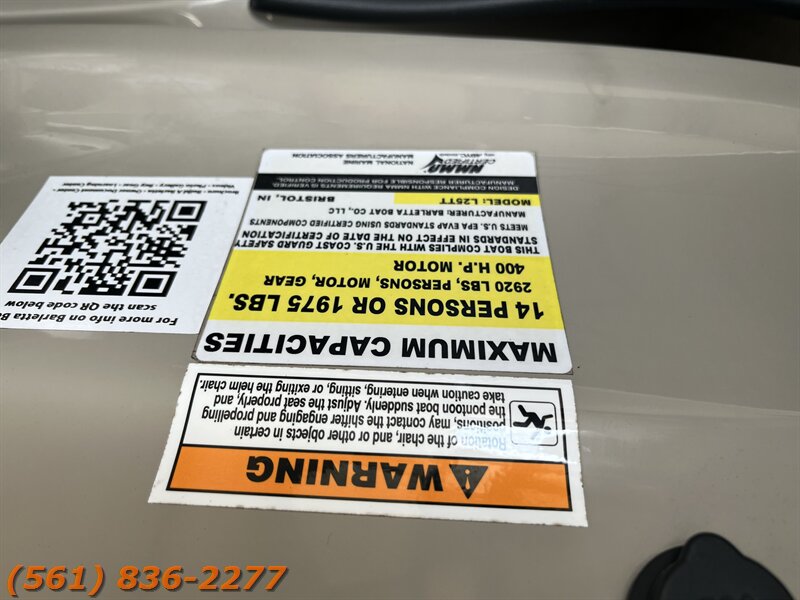 WARNING
Rotation of the chair, and or other objects in certain
positions, may contact the shifter engaging and propelling
the pontoon boat suddenly. Adjust the seat properly, and
take caution when entering, sitting, or exiting the helm chair.
MAXIMUM CAPACITIES
14 PERSONS OR 1975 LBS.
2920 LBS, PERSONS, MOTOR, GEAR
400 H.P. MOTOR
THIS BOAT COMPLIES WITH THE U.S. COAST GUARD SAFETY
STANDARDS IN EFFECT ON THE DATE OF CERTIFICATION
MEETS U.S. EPA EVAP STANDARDS USING CERTIFIED COMPONENTS
MANUFACTURER: BARLETTA BOAT CO., LLC
MODEL: L25TT BRISTOL, IN
DESIGN COMPLIANCE WITH NMMA REQUIREMENTS IS VERIFIED.
MANUFACTURER RESPONSIBLE FOR PRODUCTION CONTROL.
NMMA
CERTIFIED
NATIONAL MARINE
MANUFACTURERS ASSOCIATION
For more info on Barletta
scan the QR code below
(561) 836-2277